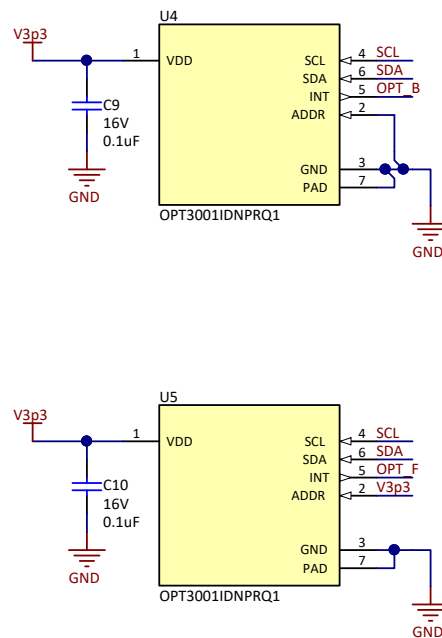 U4
V3p3
1
VDD
SCL
4
SCL
SDA
6
SDA
INT
5
OPT_B
ADDR
2
C9
16V
0.1uF
GND
GND
3
PAD
7
OPT3001IDNPRQ1
GND
U5
V3p3
1
VDD
SCL
4
SCL
SDA
6
SDA
INT
5
OPT_F
ADDR
2
V3p3
C10
16V
0.1uF
GND
GND
3
PAD
7
OPT3001IDNPRQ1
GND